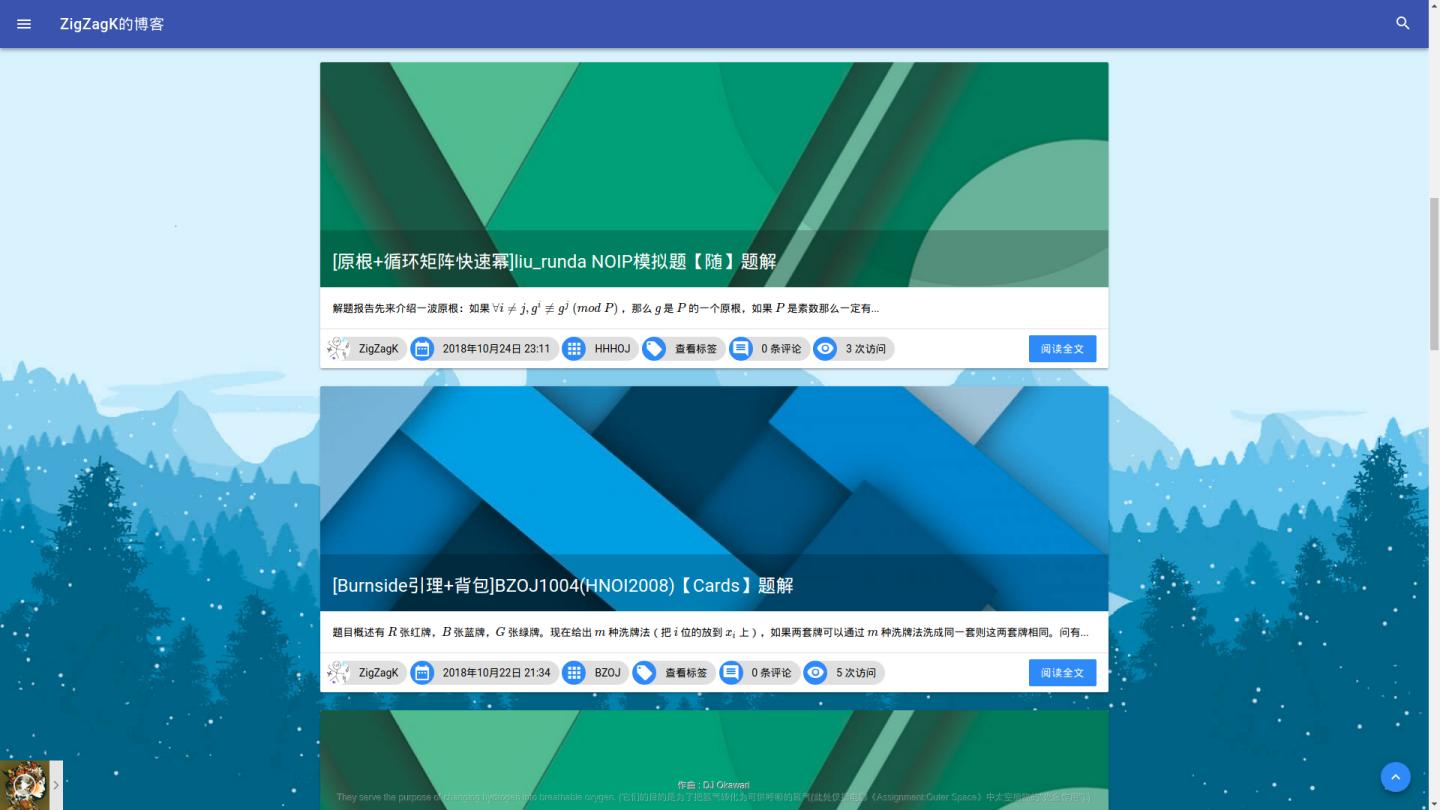 ZigZagK的博客
[原根+循环矩阵快速幂]liu_runda NOIP模拟题【随】题解
解题报告先来介绍一波原根：如果 ∀i ≠ j, gⁱ ≢ gʲ (mod P) ，那么 g 是 P 的一个原根，如果 P 是素数那么一定有...
ZigZagK 2018年10月24日 23:11 HHHOJ 查看标签 0 条评论 3 次访问 阅读全文
[Burnside引理+背包]BZOJ1004(HNOI2008)【Cards】题解
题目概述有 R 张红牌，B 张蓝牌，G 张绿牌。现在给出 m 种洗牌法（把 i 位的放到 xᵢ 上），如果两套牌可以通过 m 种洗牌法洗成同一套则这两套牌相同。问有...
ZigZagK 2018年10月22日 21:34 BZOJ 查看标签 0 条评论 5 次访问 阅读全文
作曲 : DJ Okawari
They serve the purpose of changing hydrogen into breathable oxygen.